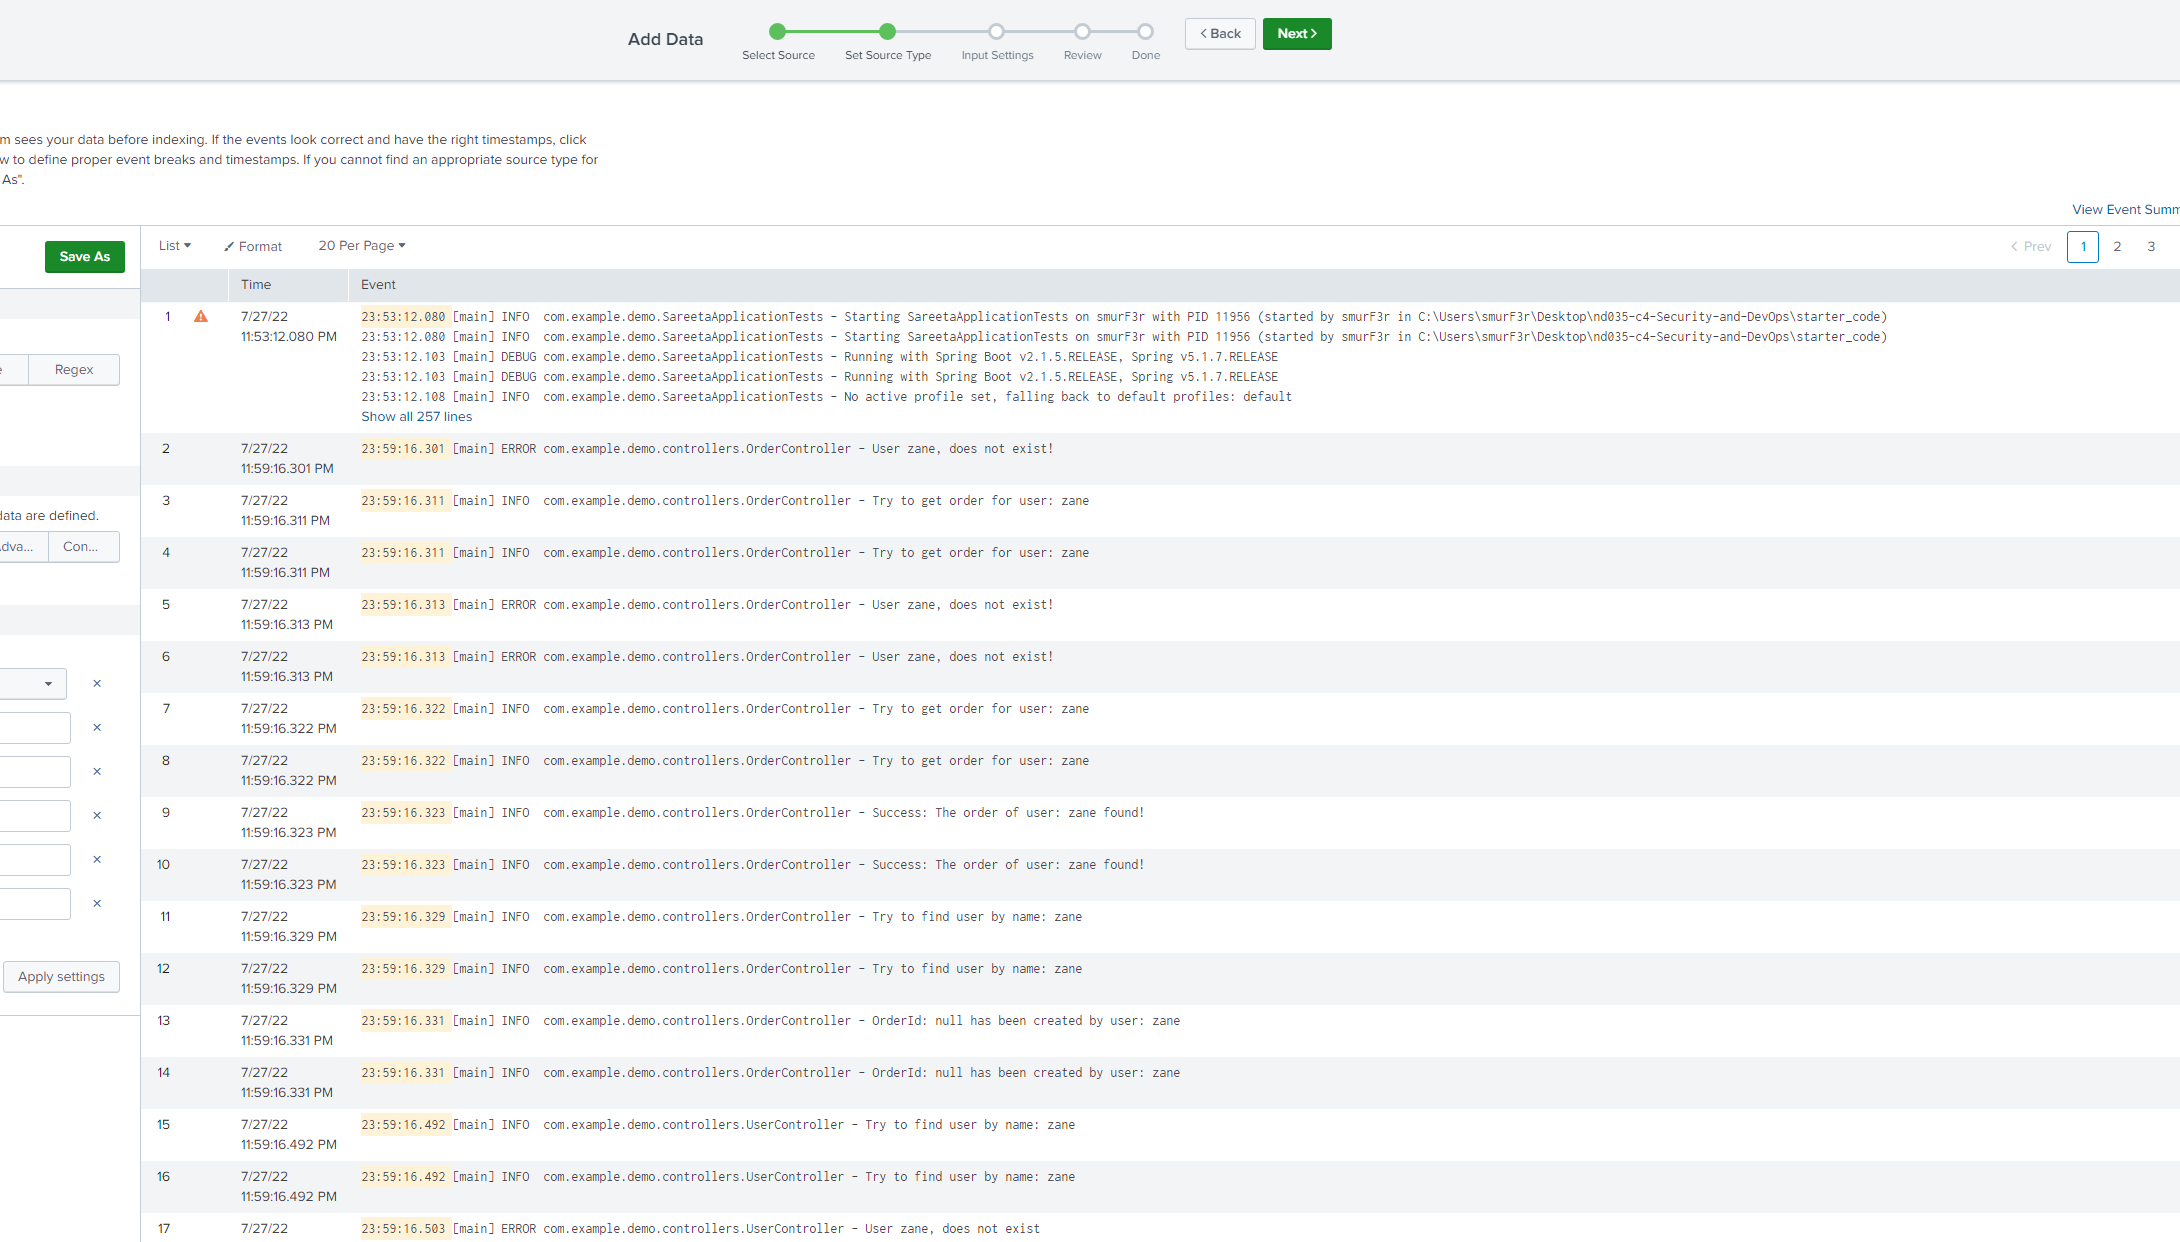 Add Data
Select Source
Set Source Type
Input Settings
Review
Done
< Back
Next >
m sees your data before indexing. If the events look correct and have the right timestamps, click
w to define proper event breaks and timestamps. If you cannot find an appropriate source type for
As".
View Event Summ
Save As
List
Format
20 Per Page
< Prev
1
2
3
Time
Event
e
Regex
data are defined.
Adva...
Con...
Apply settings
1
7/27/22
11:53:12.080 PM
23:53:12.080 [main] INFO  com.example.demo.SareetaApplicationTests - Starting SareetaApplicationTests on smurF3r with PID 11956 (started by smurF3r in C:\Users\smurF3r\Desktop\nd035-c4-Security-and-DevOps\starter_code)
23:53:12.080 [main] INFO  com.example.demo.SareetaApplicationTests - Starting SareetaApplicationTests on smurF3r with PID 11956 (started by smurF3r in C:\Users\smurF3r\Desktop\nd035-c4-Security-and-DevOps\starter_code)
23:53:12.103 [main] DEBUG com.example.demo.SareetaApplicationTests - Running with Spring Boot v2.1.5.RELEASE, Spring v5.1.7.RELEASE
23:53:12.103 [main] DEBUG com.example.demo.SareetaApplicationTests - Running with Spring Boot v2.1.5.RELEASE, Spring v5.1.7.RELEASE
23:53:12.108 [main] INFO  com.example.demo.SareetaApplicationTests - No active profile set, falling back to default profiles: default
Show all 257 lines
2
7/27/22
11:59:16.301 PM
23:59:16.301 [main] ERROR com.example.demo.controllers.OrderController - User zane, does not exist!
3
7/27/22
11:59:16.311 PM
23:59:16.311 [main] INFO  com.example.demo.controllers.OrderController - Try to get order for user: zane
4
7/27/22
11:59:16.311 PM
23:59:16.311 [main] INFO  com.example.demo.controllers.OrderController - Try to get order for user: zane
5
7/27/22
11:59:16.313 PM
23:59:16.313 [main] ERROR com.example.demo.controllers.OrderController - User zane, does not exist!
6
7/27/22
11:59:16.313 PM
23:59:16.313 [main] ERROR com.example.demo.controllers.OrderController - User zane, does not exist!
7
7/27/22
11:59:16.322 PM
23:59:16.322 [main] INFO  com.example.demo.controllers.OrderController - Try to get order for user: zane
8
7/27/22
11:59:16.322 PM
23:59:16.322 [main] INFO  com.example.demo.controllers.OrderController - Try to get order for user: zane
9
7/27/22
11:59:16.323 PM
23:59:16.323 [main] INFO  com.example.demo.controllers.OrderController - Success: The order of user: zane found!
10
7/27/22
11:59:16.323 PM
23:59:16.323 [main] INFO  com.example.demo.controllers.OrderController - Success: The order of user: zane found!
11
7/27/22
11:59:16.329 PM
23:59:16.329 [main] INFO  com.example.demo.controllers.OrderController - Try to find user by name: zane
12
7/27/22
11:59:16.329 PM
23:59:16.329 [main] INFO  com.example.demo.controllers.OrderController - Try to find user by name: zane
13
7/27/22
11:59:16.331 PM
23:59:16.331 [main] INFO  com.example.demo.controllers.OrderController - OrderId: null has been created by user: zane
14
7/27/22
11:59:16.331 PM
23:59:16.331 [main] INFO  com.example.demo.controllers.OrderController - OrderId: null has been created by user: zane
15
7/27/22
11:59:16.492 PM
23:59:16.492 [main] INFO  com.example.demo.controllers.UserController - Try to find user by name: zane
16
7/27/22
11:59:16.492 PM
23:59:16.492 [main] INFO  com.example.demo.controllers.UserController - Try to find user by name: zane
17
7/27/22
23:59:16.503 [main] ERROR com.example.demo.controllers.UserController - User zane, does not exist